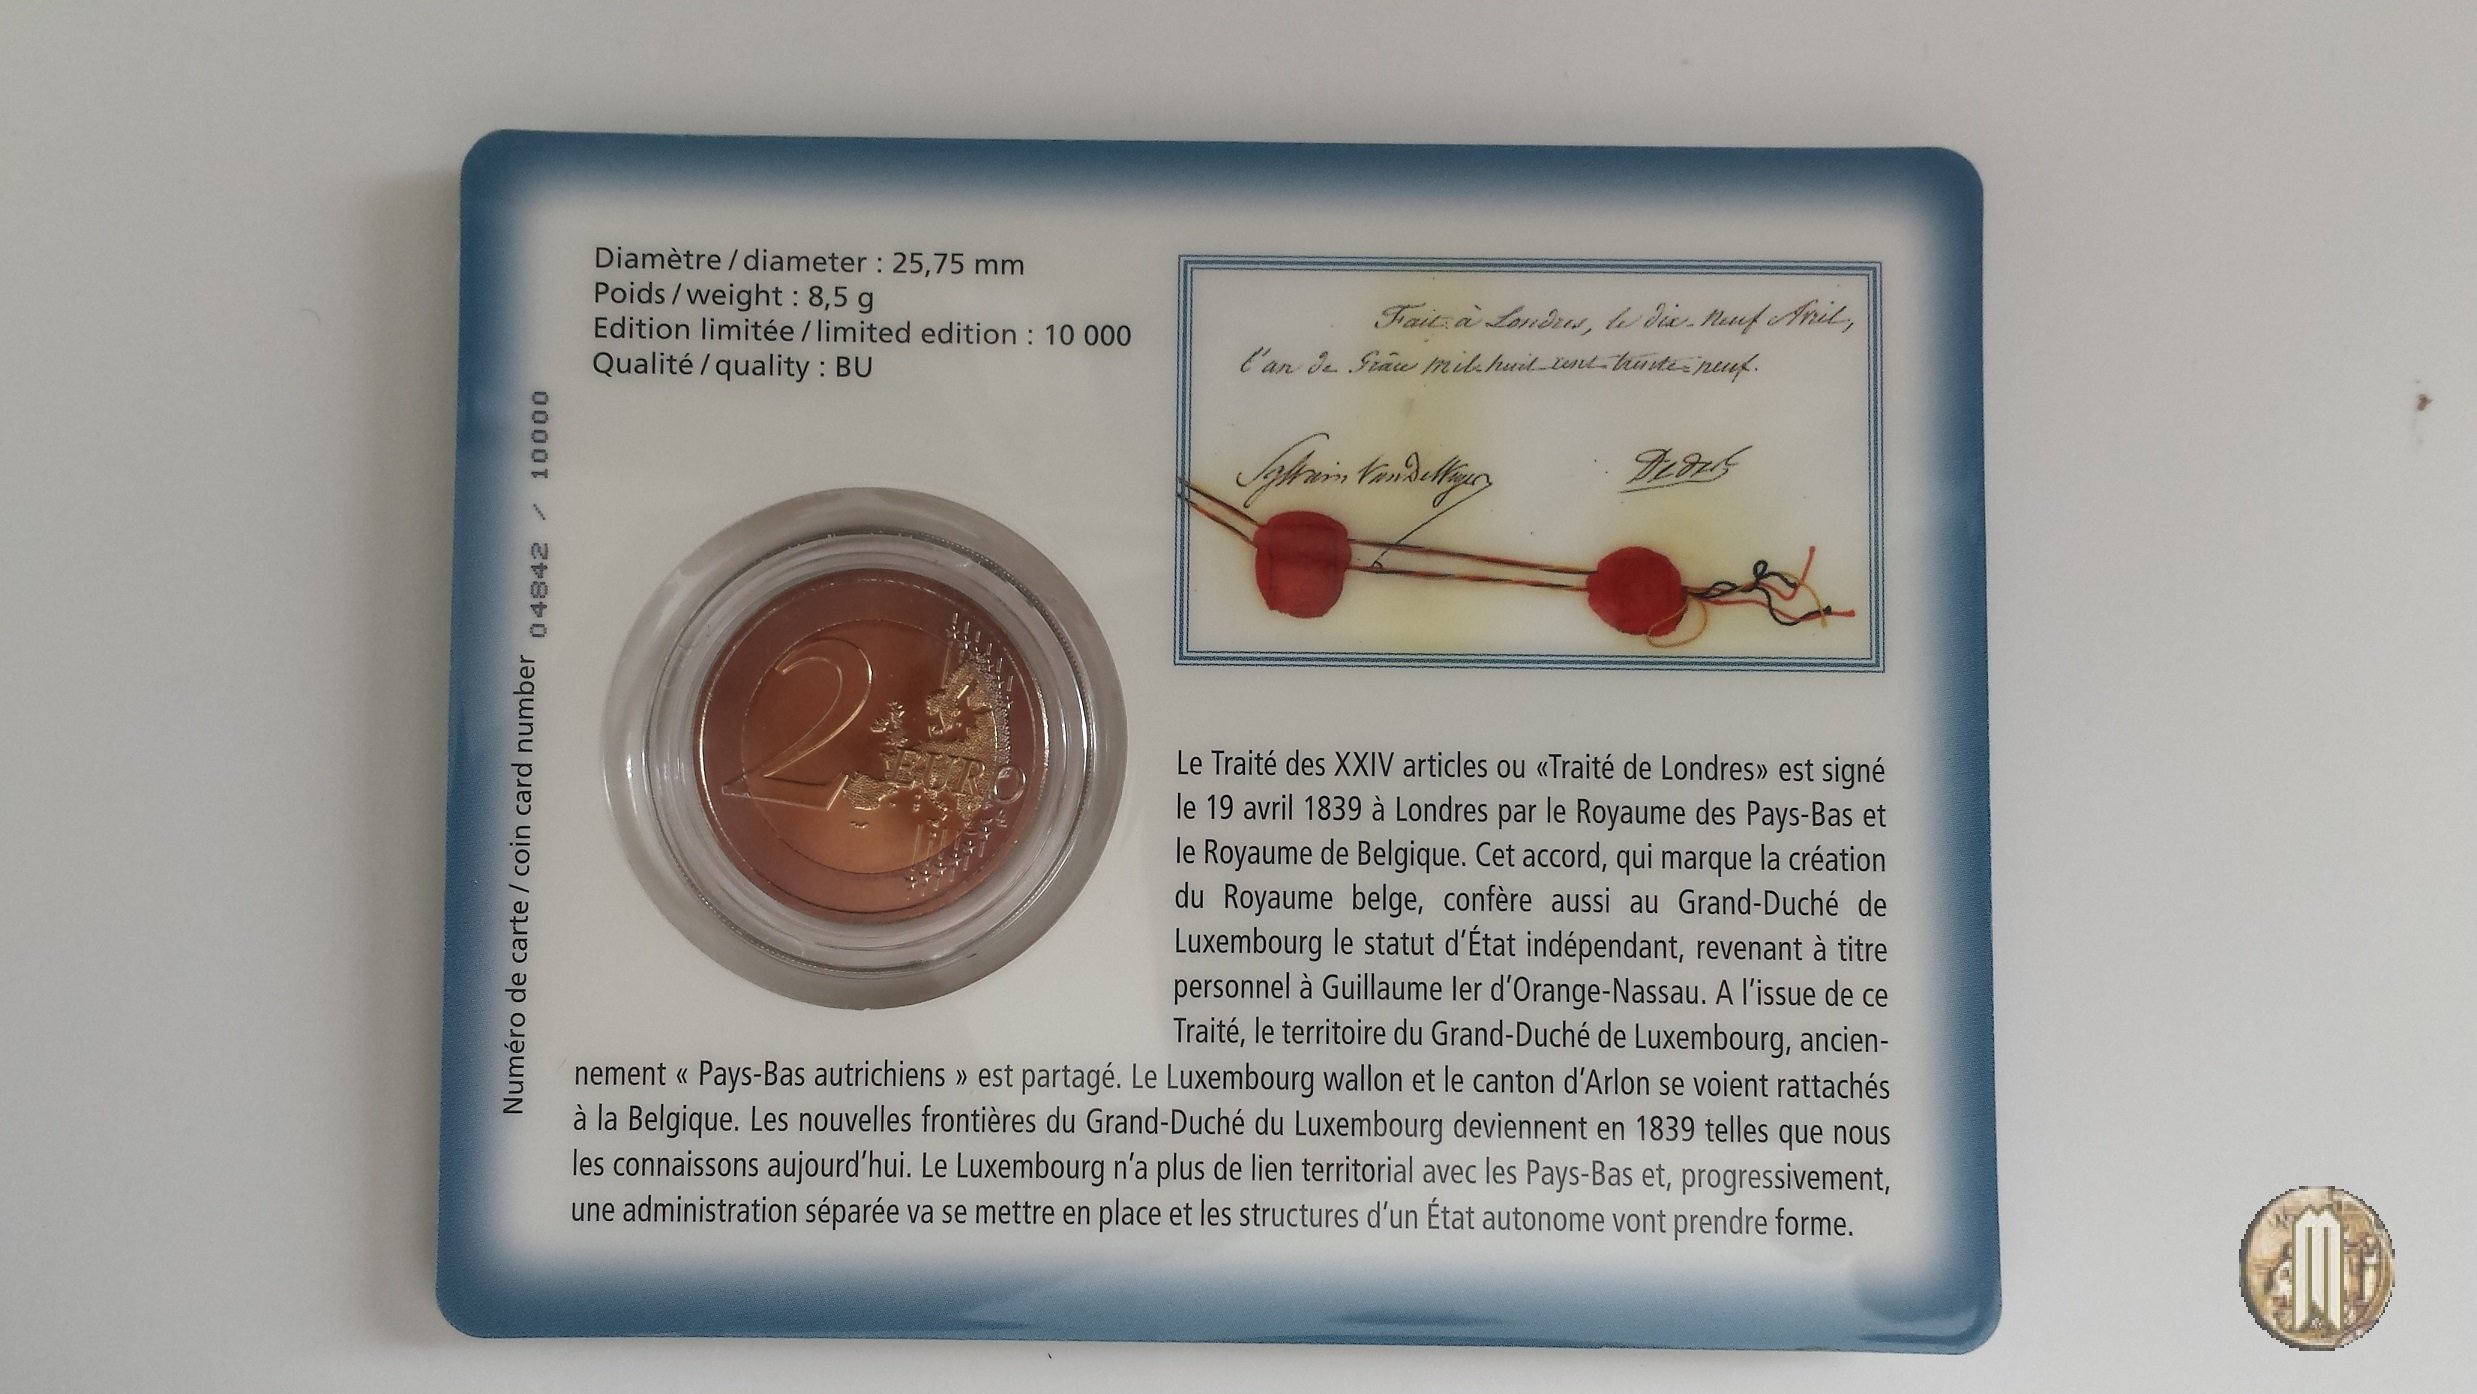 Diamètre / diameter : 25,75 mm
Poids / weight : 8,5 g
Edition limitée / limited edition : 10 000
Qualité / quality : BU
Numéro de carte / coin card number 04842 / 10000
Fait à Londres, le dix-neuf Avril,
l'an de Grâce mil-huit-cent-trente-neuf.
Sylvain Van de Weyer
Dedel
2 EURO
Le Traité des XXIV articles ou «Traité de Londres» est signé
le 19 avril 1839 à Londres par le Royaume des Pays-Bas et
le Royaume de Belgique. Cet accord, qui marque la création
du Royaume belge, confère aussi au Grand-Duché de
Luxembourg le statut d'État indépendant, revenant à titre
personnel à Guillaume Ier d'Orange-Nassau. A l'issue de ce
Traité, le territoire du Grand-Duché de Luxembourg, ancien-
nement « Pays-Bas autrichiens » est partagé. Le Luxembourg wallon et le canton d'Arlon se voient rattachés
à la Belgique. Les nouvelles frontières du Grand-Duché du Luxembourg deviennent en 1839 telles que nous
les connaissons aujourd'hui. Le Luxembourg n'a plus de lien territorial avec les Pays-Bas et, progressivement,
une administration séparée va se mettre en place et les structures d'un État autonome vont prendre forme.
M